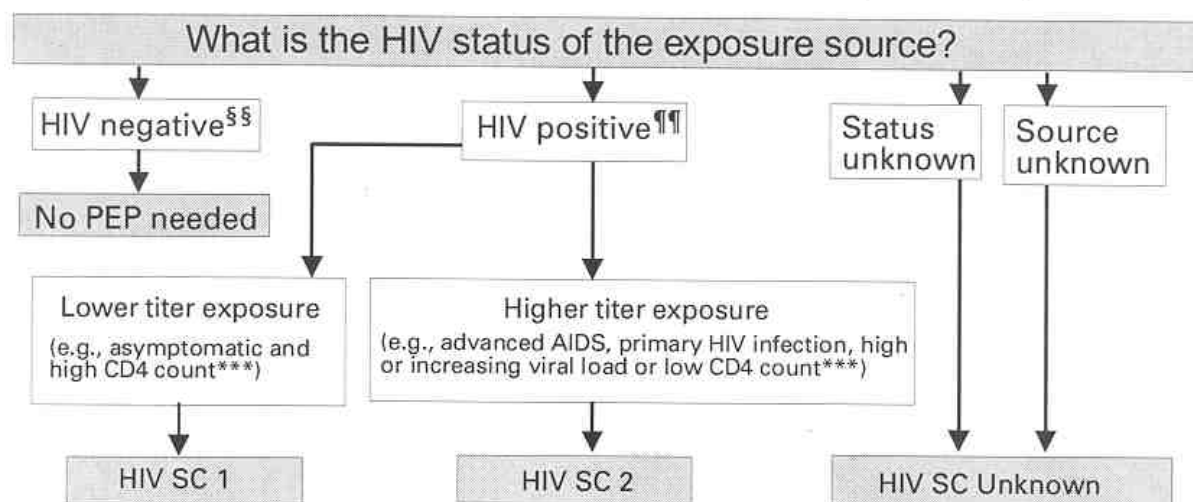 What is the HIV status of the exposure source?
HIV negative§§
HIV positive¶¶
Status
unknown
Source
unknown
No PEP needed
Lower titer exposure
(e.g., asymptomatic and
high CD4 count***)
Higher titer exposure
(e.g., advanced AIDS, primary HIV infection, high
or increasing viral load or low CD4 count***)
HIV SC 1
HIV SC 2
HIV SC Unknown